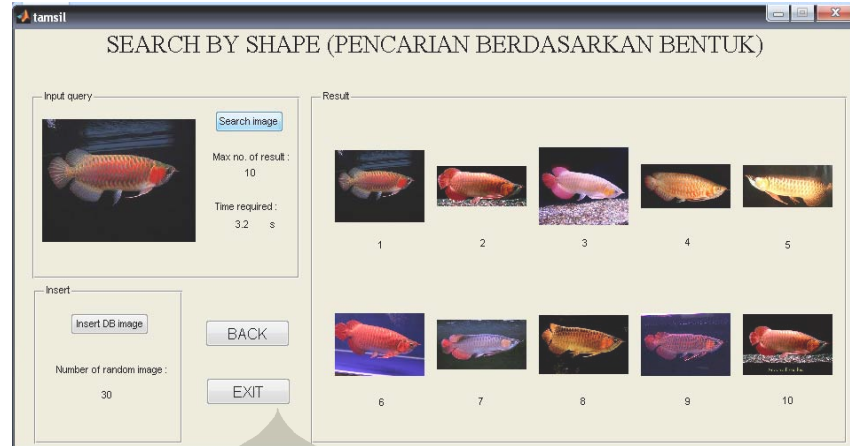 tamsil
SEARCH BY SHAPE (PENCARIAN BERDASARKAN BENTUK)
Input query
Search image
Max no. of result :
10
Time required :
3.2 s
Insert
Insert DB image
Number of random image :
30
BACK
EXIT
Result
1 2 3 4 5
6 7 8 9 10